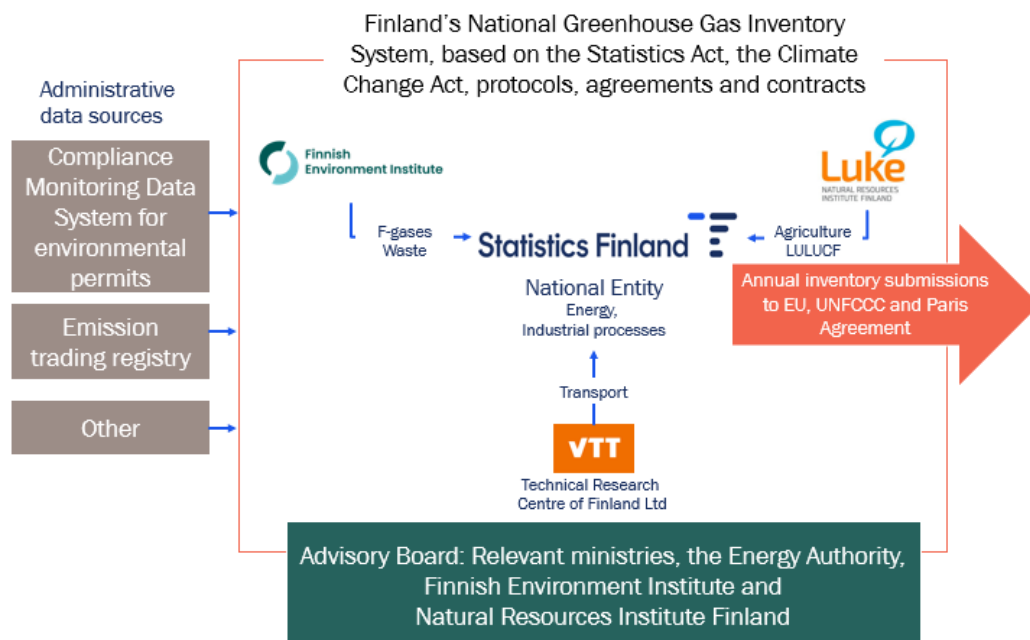 Finland's National Greenhouse Gas Inventory
System, based on the Statistics Act, the Climate
Change Act, protocols, agreements and contracts
Administrative
data sources
Compliance
Monitoring Data
System for
environmental
permits
Emission
trading registry
Other
Finnish
Environment Institute
F-gases
Waste
Statistics Finland
National Entity
Energy,
Industrial processes
Luke
NATURAL RESOURCES
INSTITUTE FINLAND
Agriculture
LULUCF
Annual inventory submissions
to EU, UNFCCC and Paris
Agreement
Transport
VTT
Technical Research
Centre of Finland Ltd
Advisory Board: Relevant ministries, the Energy Authority,
Finnish Environment Institute and
Natural Resources Institute Finland